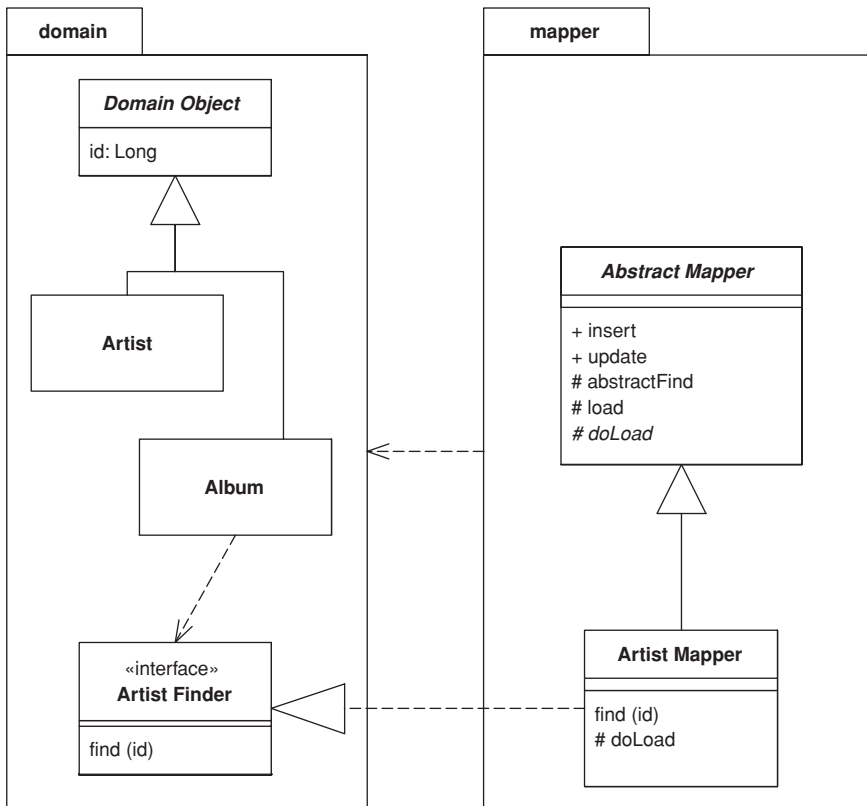 domain
Domain Object
id: Long
Artist
Album
«interface»
Artist Finder
find (id)
mapper
Abstract Mapper
+ insert
+ update
# abstractFind
# load
# doLoad
Artist Mapper
find (id)
# doLoad